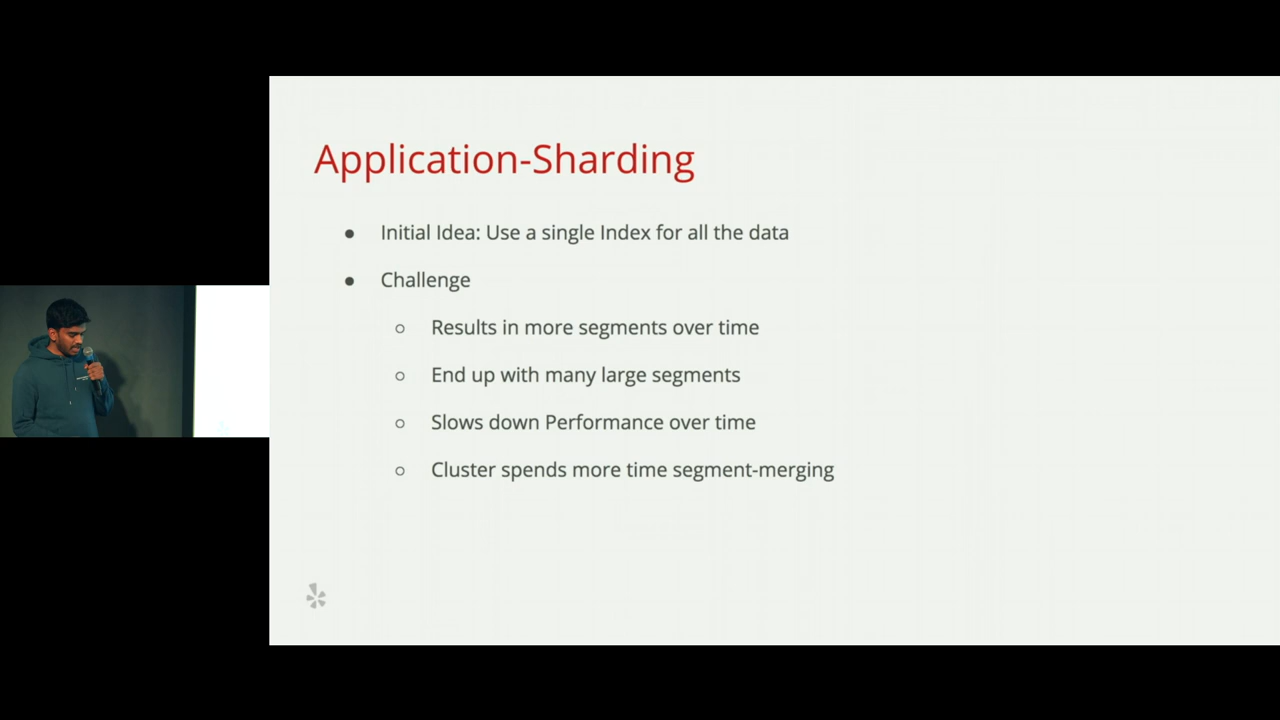 Application-Sharding
● Initial Idea: Use a single Index for all the data
● Challenge
○ Results in more segments over time
○ End up with many large segments
○ Slows down Performance over time
○ Cluster spends more time segment-merging